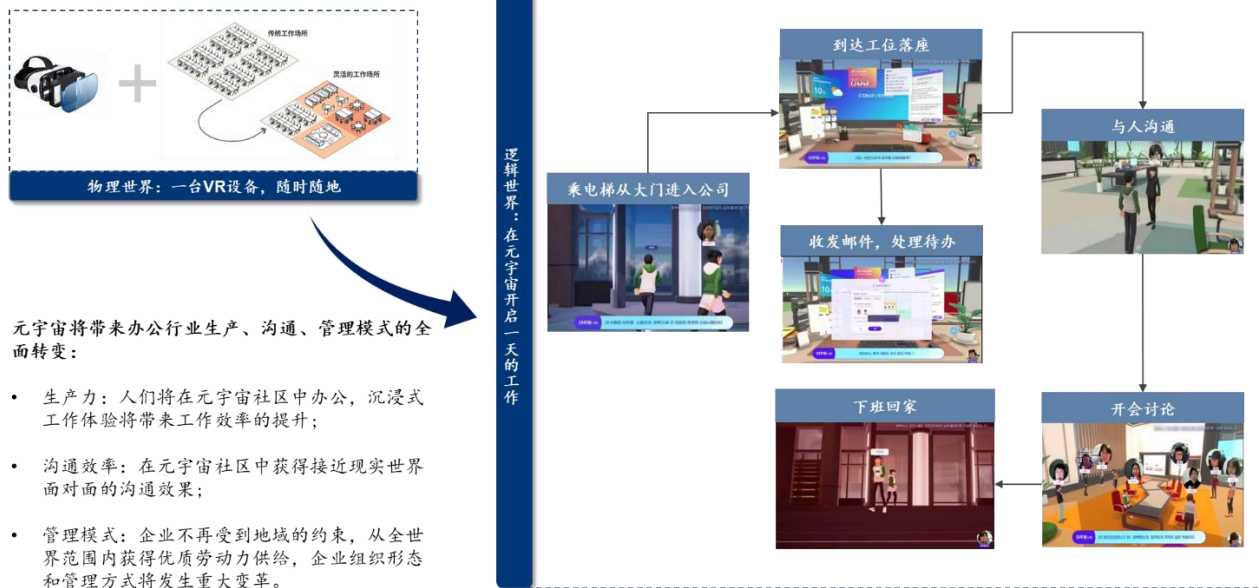 传统工作场所
灵活的工作场所
物理世界：一台VR设备，随时随地
元宇宙将带来办公行业生产、沟通、管理模式的全
面转变：
• 生产力：人们将在元宇宙社区中办公，沉浸式
工作体验将带来工作效率的提升；
• 沟通效率：在元宇宙社区中获得接近现实世界
面对面的沟通效果；
• 管理模式：企业不再受到地域的约束，从全世
界范围内获得优质劳动力供给，企业组织形态
和管理方式将发生重大变革。
逻辑世界：在元宇宙开启一天的工作
乘电梯从大门进入公司
到达工位落座
收发邮件，处理待办
与人沟通
开会讨论
下班回家